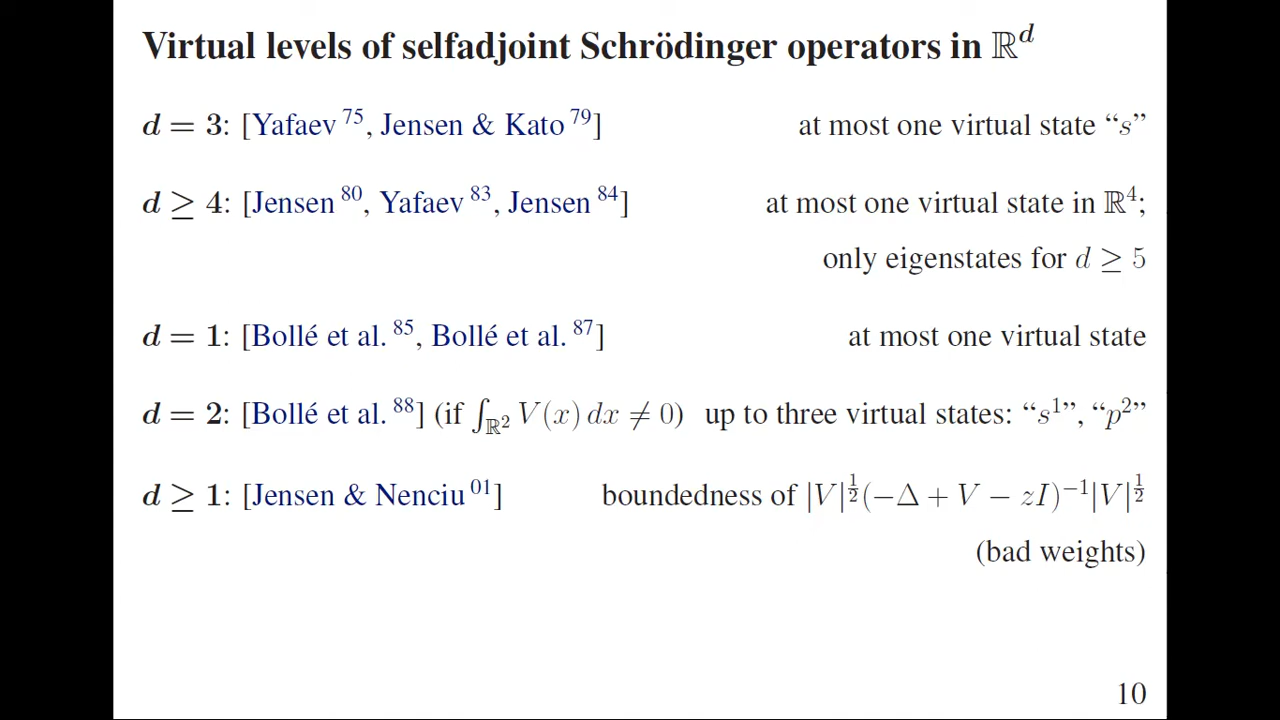 Virtual levels of selfadjoint Schrödinger operators in ℝᵈ
d = 3: [Yafaev ⁷⁵, Jensen & Kato ⁷⁹] at most one virtual state “s”
d ≥ 4: [Jensen ⁸⁰, Yafaev ⁸³, Jensen ⁸⁴] at most one virtual state in ℝ⁴;
only eigenstates for d ≥ 5
d = 1: [Bollé et al. ⁸⁵, Bollé et al. ⁸⁷] at most one virtual state
d = 2: [Bollé et al. ⁸⁸] (if ∫_{ℝ²} V(x) dx ≠ 0) up to three virtual states: “s¹”, “p²”
d ≥ 1: [Jensen & Nenciu ⁰¹] boundedness of |V|^{1/2}(−Δ + V − zI)⁻¹|V|^{1/2}
(bad weights)
10